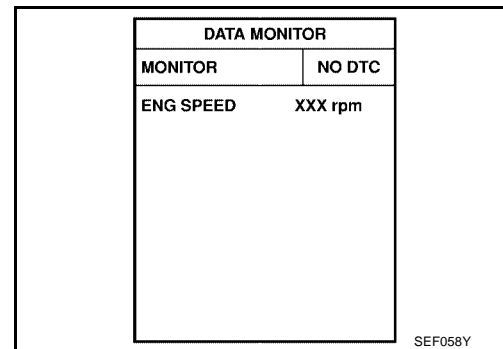 DATA MONITOR
MONITOR NO DTC
ENG SPEED XXX rpm
SEF058Y